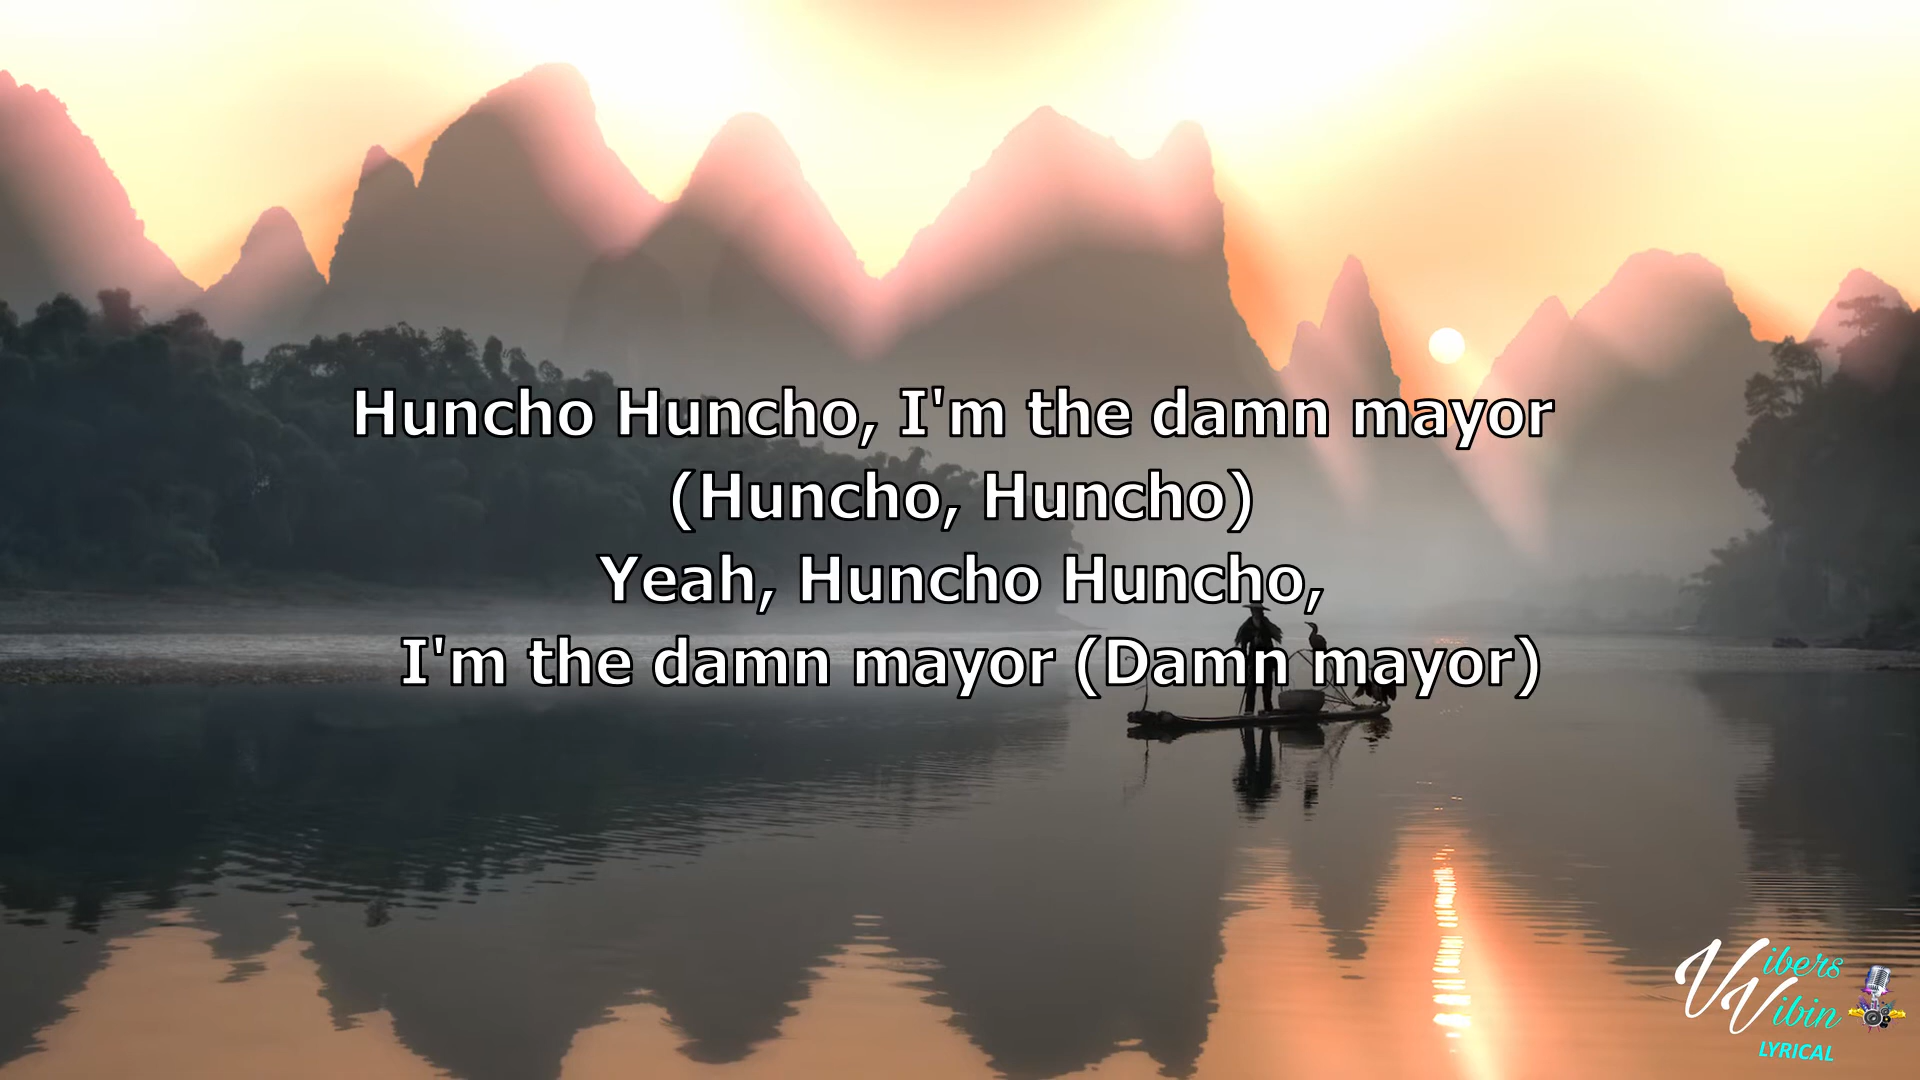 Huncho Huncho, I'm the damn mayor
(Huncho, Huncho)
Yeah, Huncho Huncho,
I'm the damn mayor (Damn mayor)
Vibers
Vibin
LYRICAL